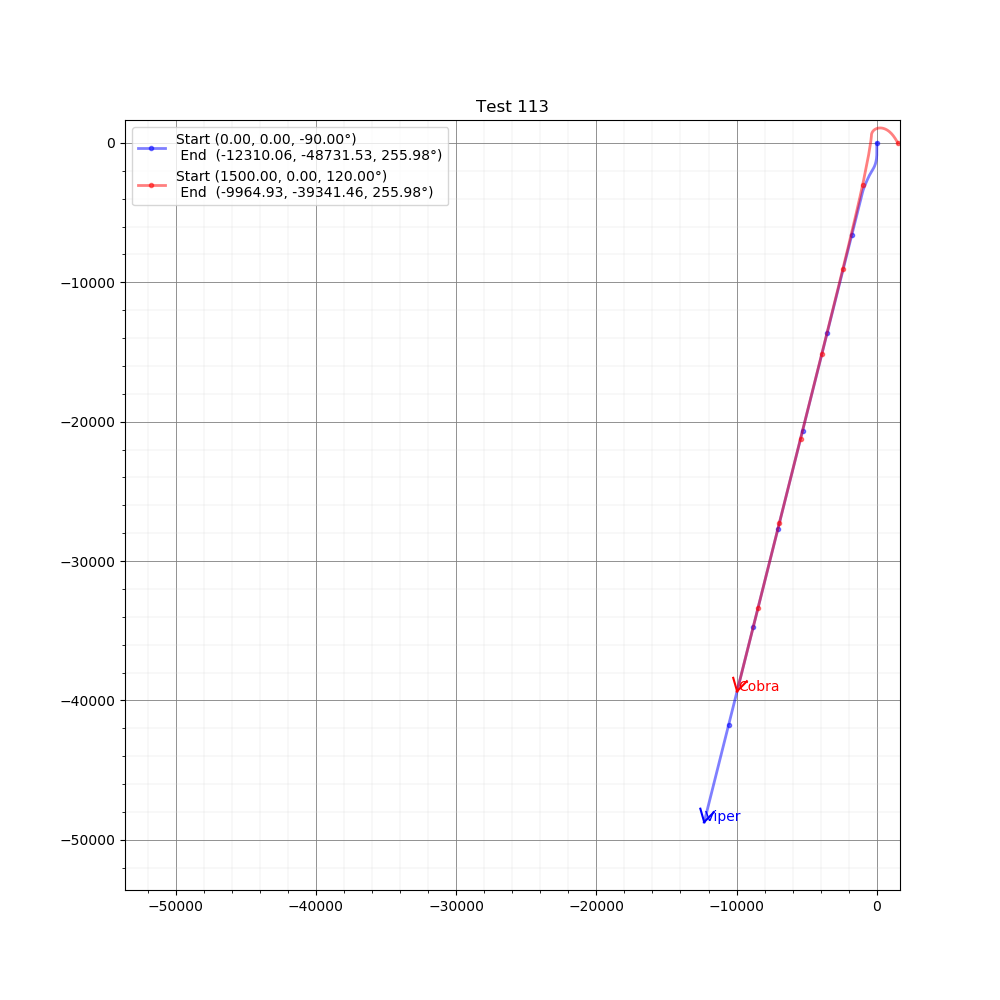 Test 113
Start (0.00, 0.00, -90.00°)
End (-12310.06, -48731.53, 255.98°)
Start (1500.00, 0.00, 120.00°)
End (-9964.93, -39341.46, 255.98°)
0
−10000
−20000
−30000
−40000
−50000
Cobra
Viper
−50000 −40000 −30000 −20000 −10000 0